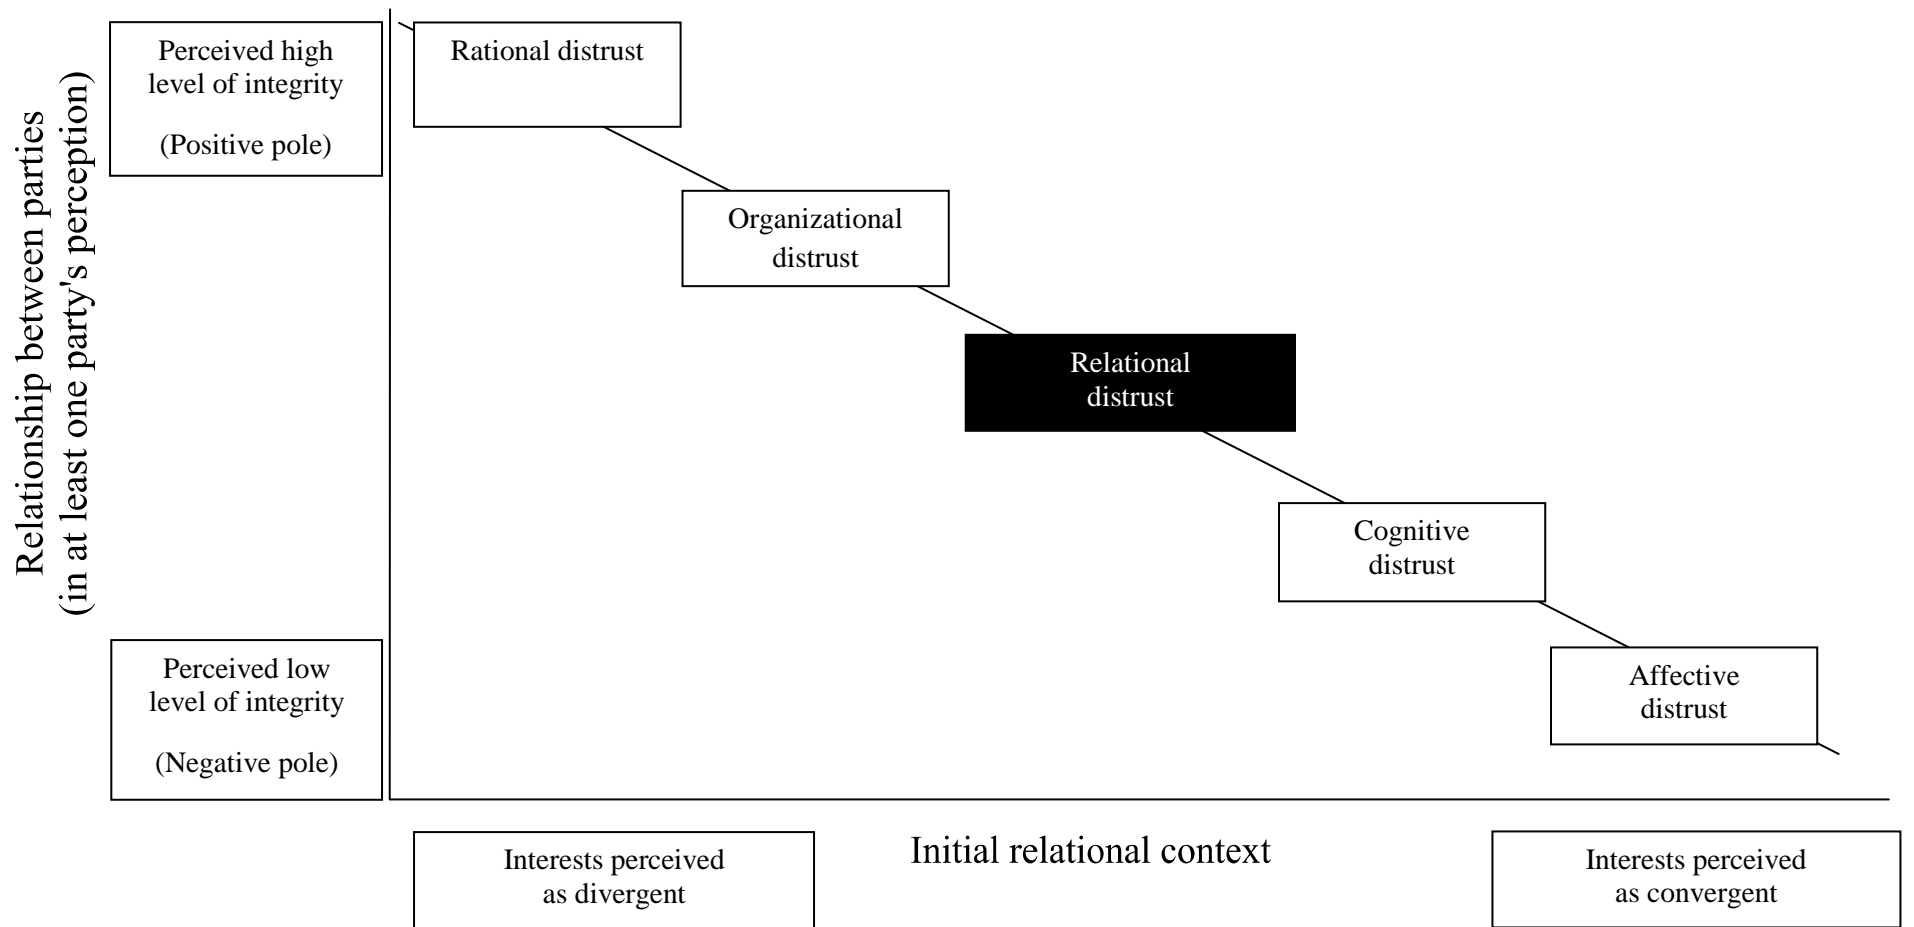 Relationship between parties
(in at least one party's perception)
Perceived high
level of integrity
(Positive pole)
Rational distrust
Organizational
distrust
Relational
distrust
Cognitive
distrust
Affective
distrust
Perceived low
level of integrity
(Negative pole)
Interests perceived
as divergent
Initial relational context
Interests perceived
as convergent